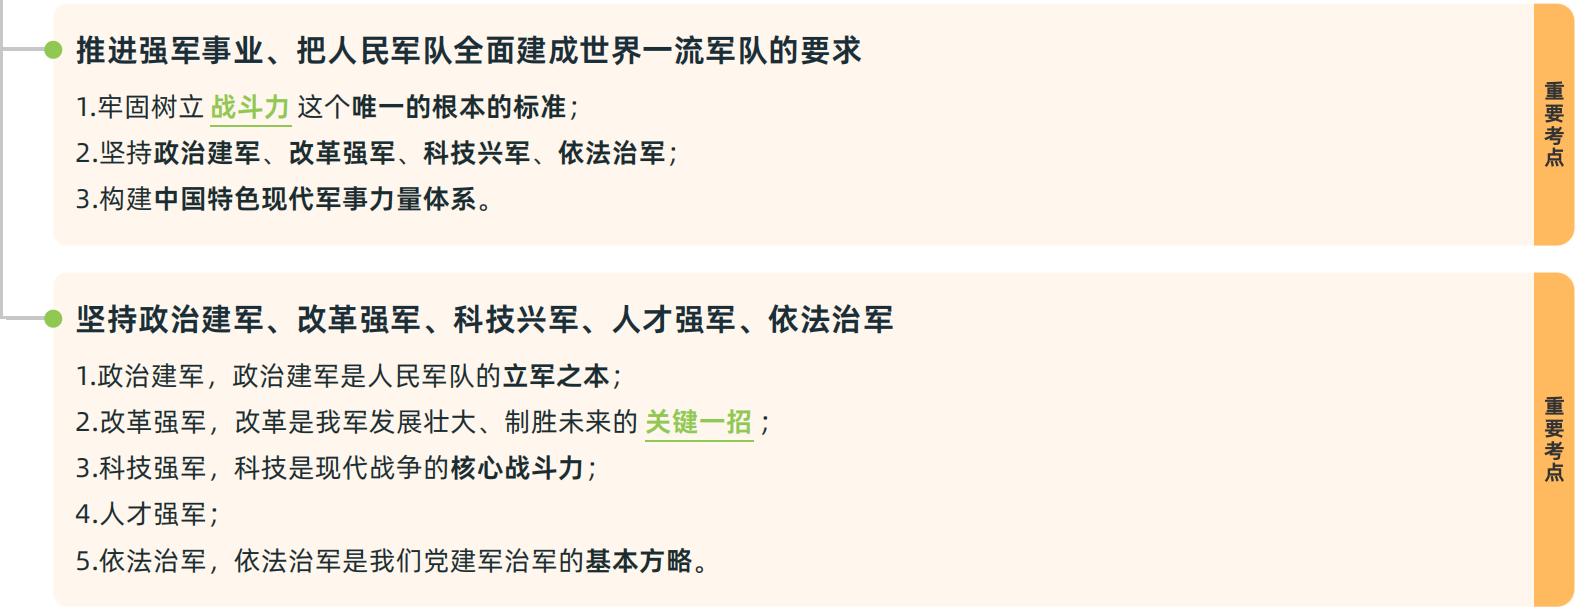 推进强军事业、把人民军队全面建成世界一流军队的要求
1.牢固树立 战斗力 这个唯一的根本的标准；
2.坚持政治建军、改革强军、科技兴军、依法治军；
3.构建中国特色现代军事力量体系。
重要考点
坚持政治建军、改革强军、科技兴军、人才强军、依法治军
1.政治建军，政治建军是人民军队的立军之本；
2.改革强军，改革是我军发展壮大、制胜未来的 关键一招；
3.科技强军，科技是现代战争的核心战斗力；
4.人才强军；
5.依法治军，依法治军是我们党建军治军的基本方略。
重要考点